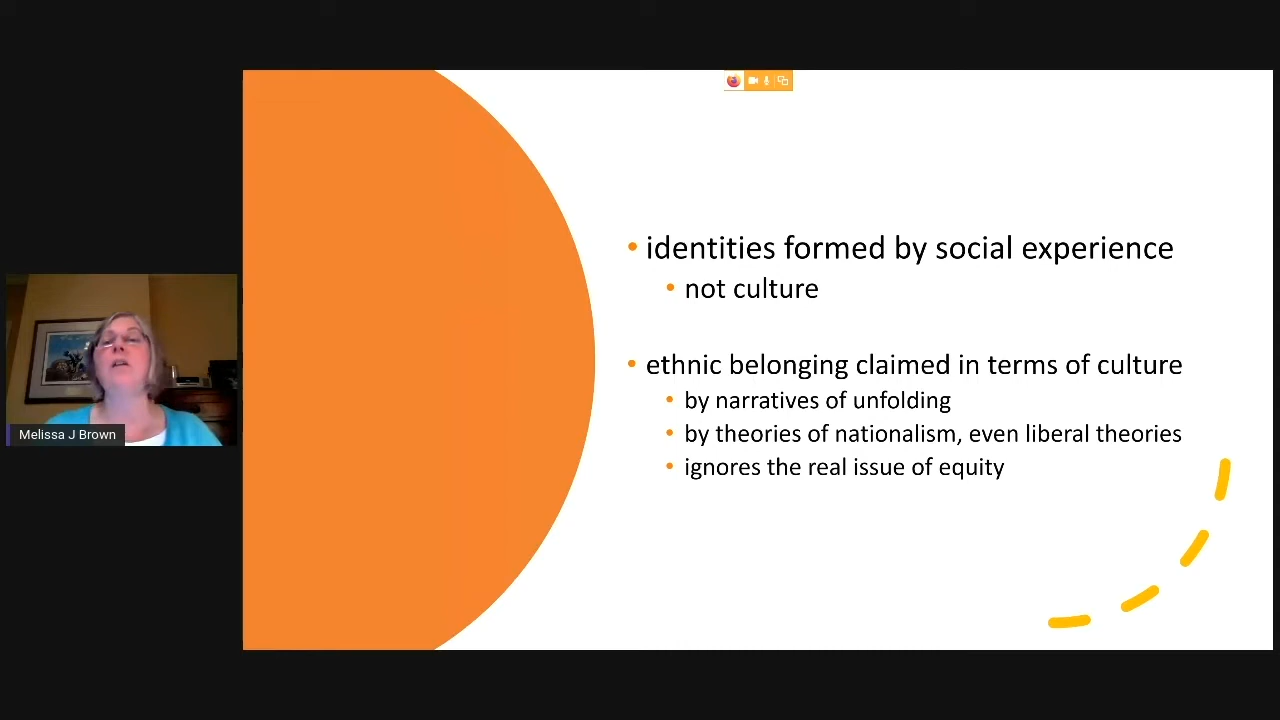 • identities formed by social experience
• not culture
• ethnic belonging claimed in terms of culture
• by narratives of unfolding
• by theories of nationalism, even liberal theories
• ignores the real issue of equity
Melissa J Brown